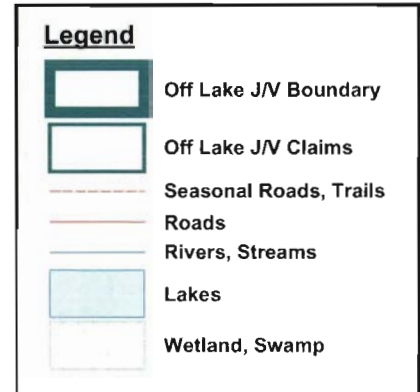 Legend
Off Lake J/V Boundary
Off Lake J/V Claims
Seasonal Roads, Trails
Roads
Rivers, Streams
Lakes
Wetland, Swamp